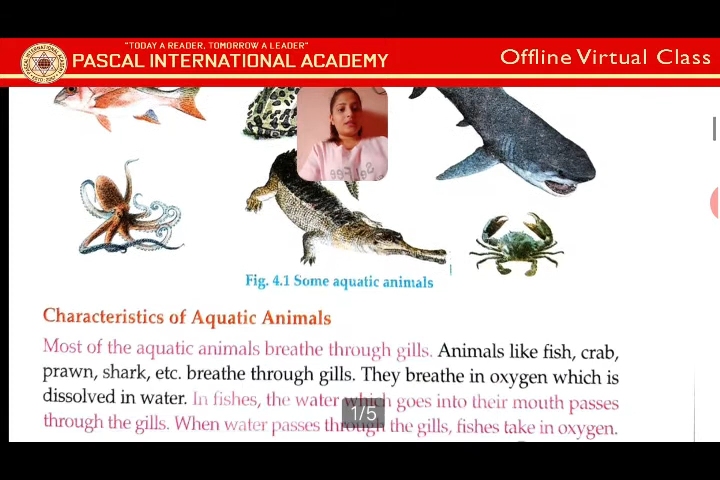 "TODAY A READER, TOMORROW A LEADER"
PASCAL INTERNATIONAL ACADEMY
Offline Virtual Class
Fig. 4.1 Some aquatic animals
Characteristics of Aquatic Animals
Most of the aquatic animals breathe through gills. Animals like fish, crab,
prawn, shark, etc. breathe through gills. They breathe in oxygen which is
dissolved in water. In fishes, the water which goes into their mouth passes
through the gills. When water passes through the gills, fishes take in oxygen.
1/5